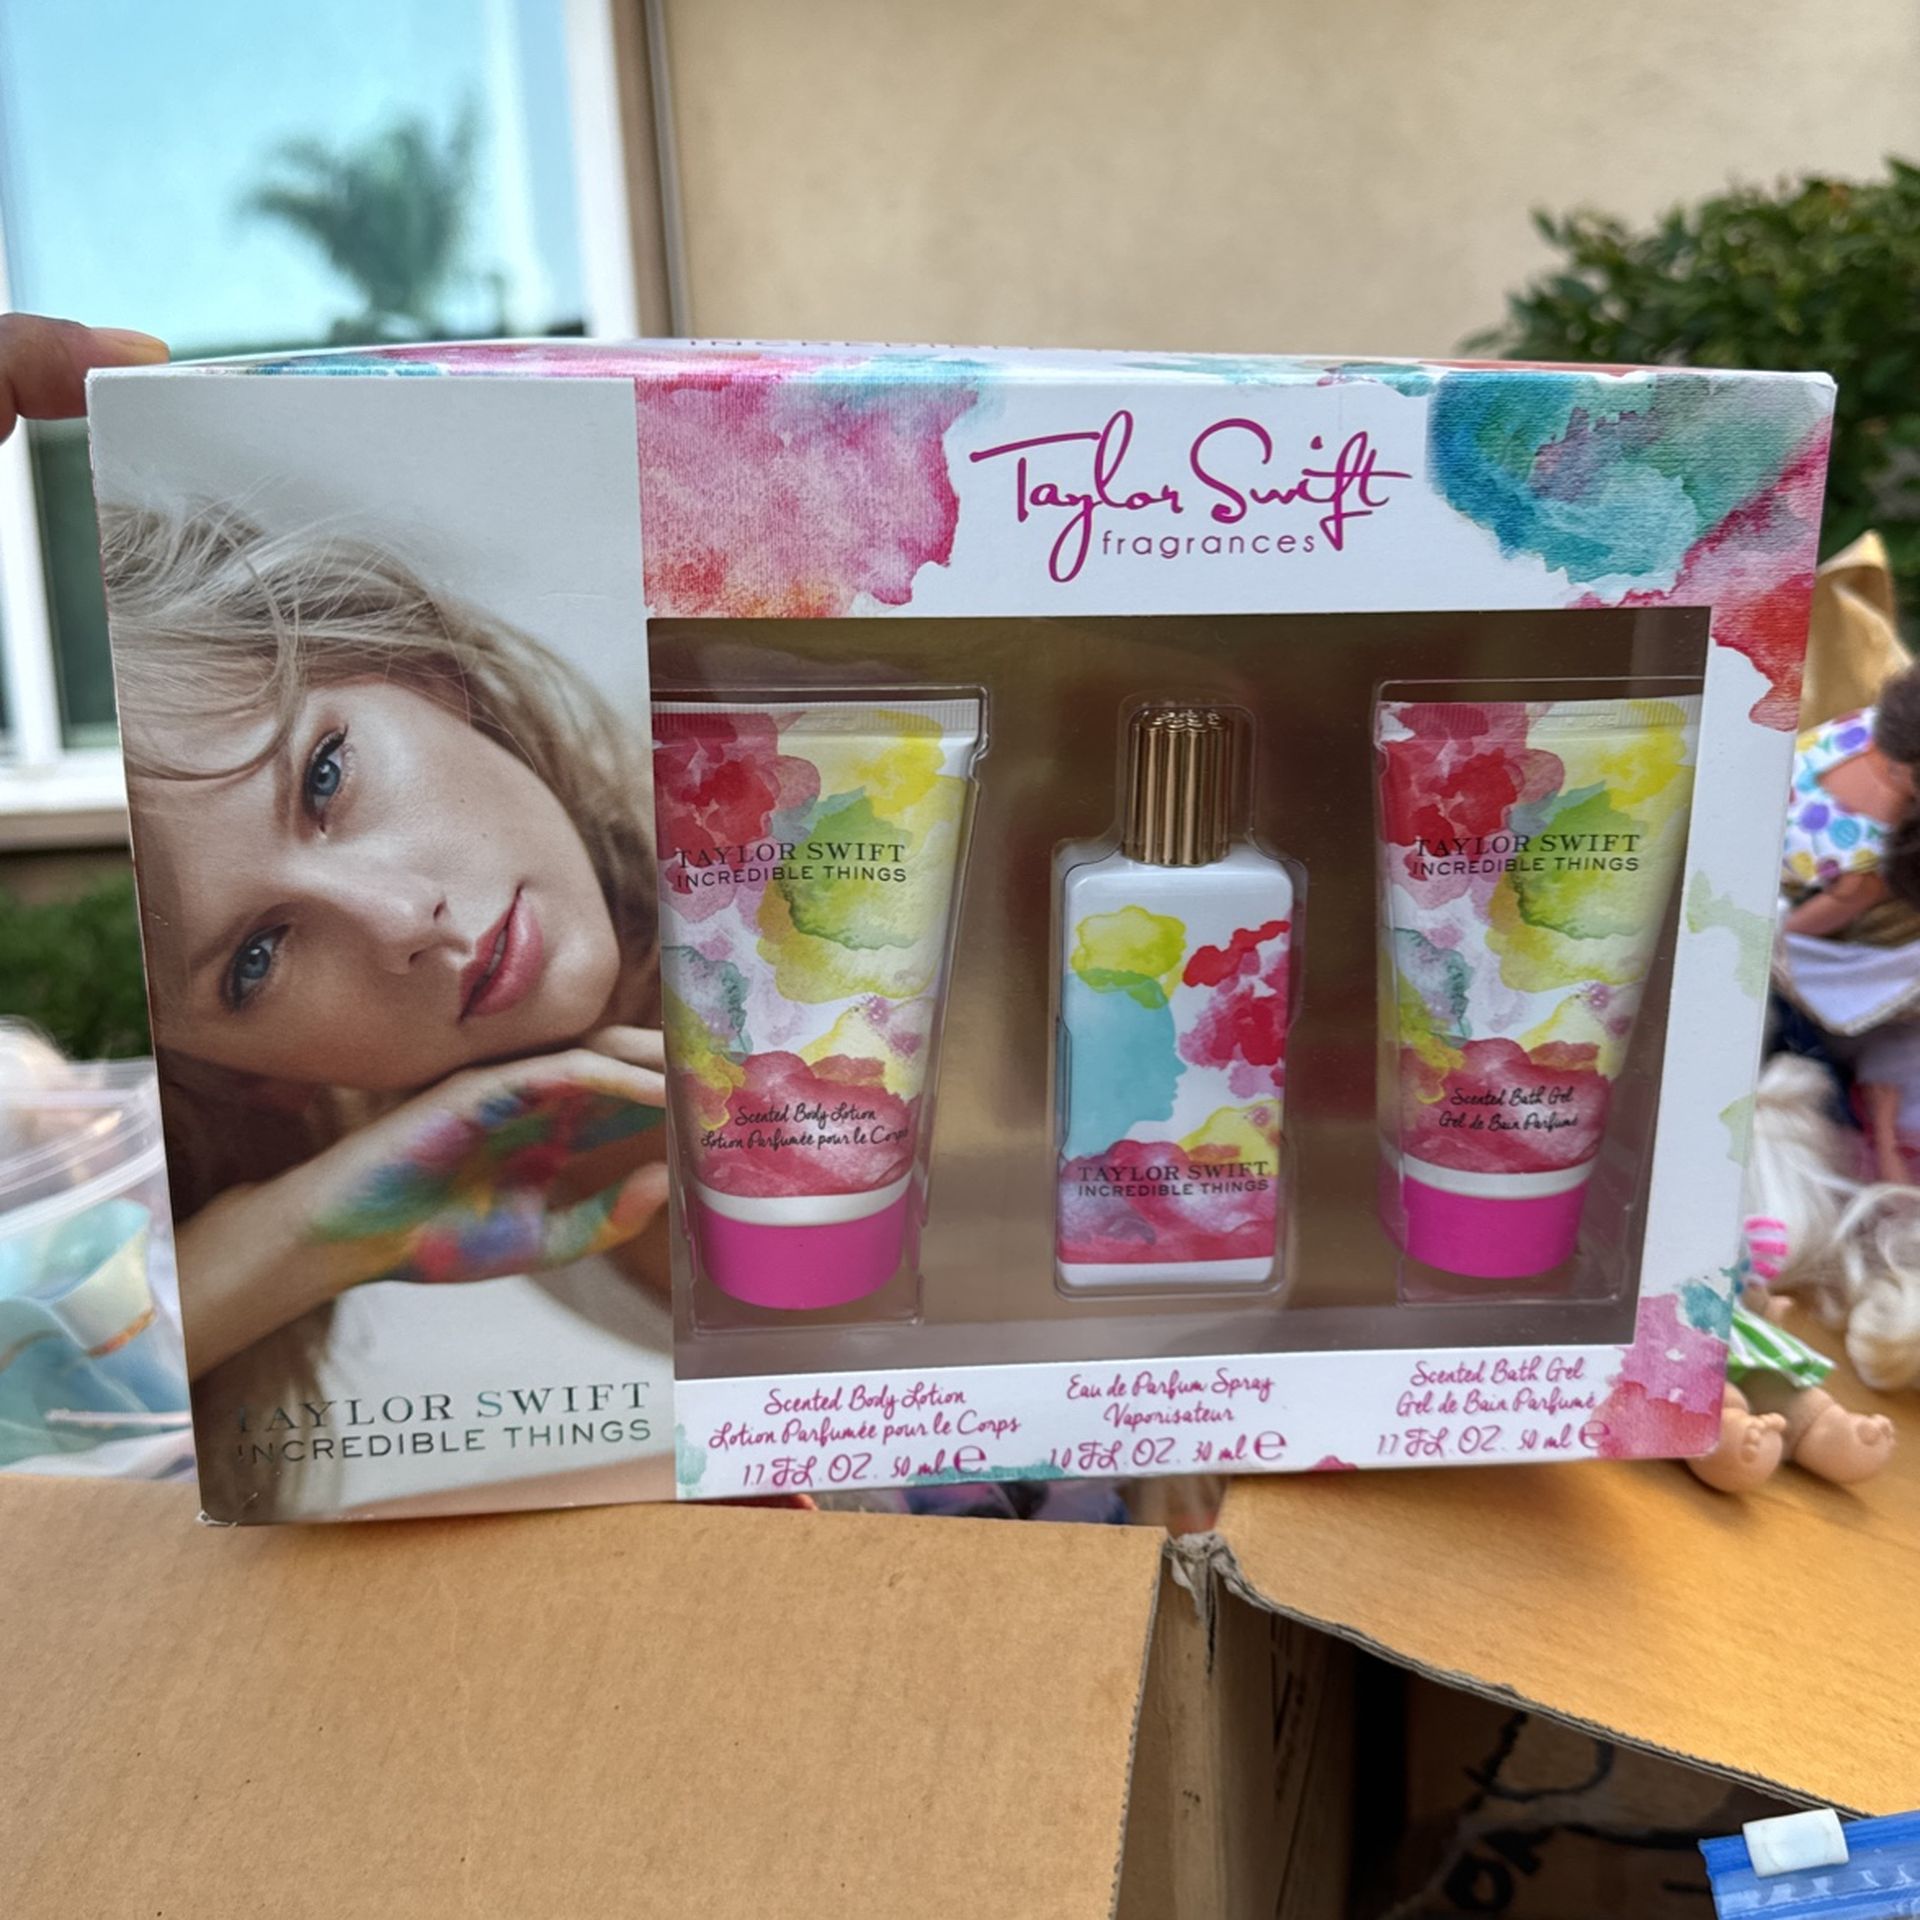 Taylor Swift
fragrances
TAYLOR SWIFT
INCREDIBLE THINGS
Scented Body Lotion
Lotion Parfumée pour le Corps
TAYLOR SWIFT
INCREDIBLE THINGS
TAYLOR SWIFT
INCREDIBLE THINGS
Scented Bath Gel
Gel de Bain Parfumé
TAYLOR SWIFT
INCREDIBLE THINGS
Scented Body Lotion
Lotion Parfumée pour le Corps
1.7 FL. OZ. 50 ml e
Eau de Parfum Spray
Vaporisateur
1.0 FL. OZ. 30 ml e
Scented Bath Gel
Gel de Bain Parfumé
1.7 FL. OZ. 50 ml e